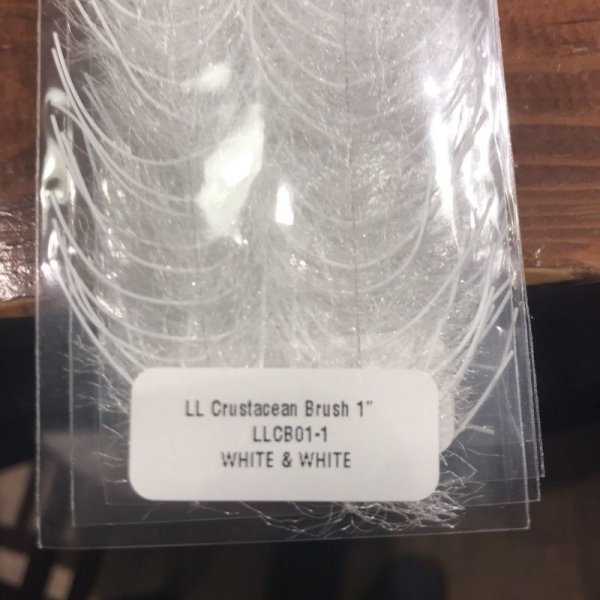 LL Crustacean Brush 1"
LLCB01-1
WHITE & WHITE